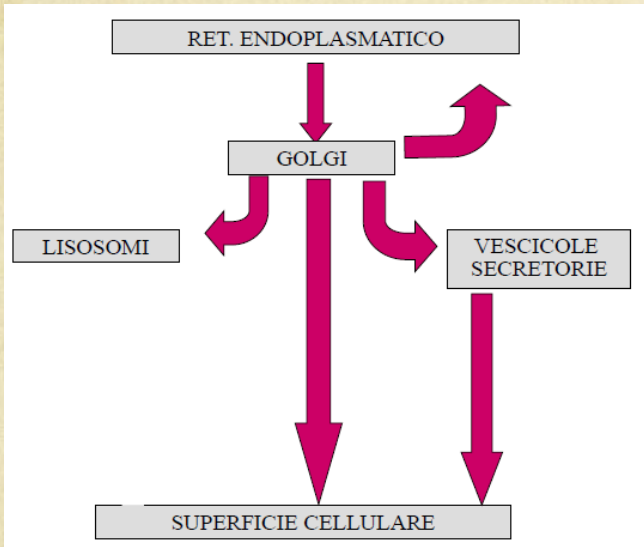 RET. ENDOPLASMATICO
GOLGI
LISOSOMI
VESCICOLE
SECRETORIE
SUPERFICIE CELLULARE